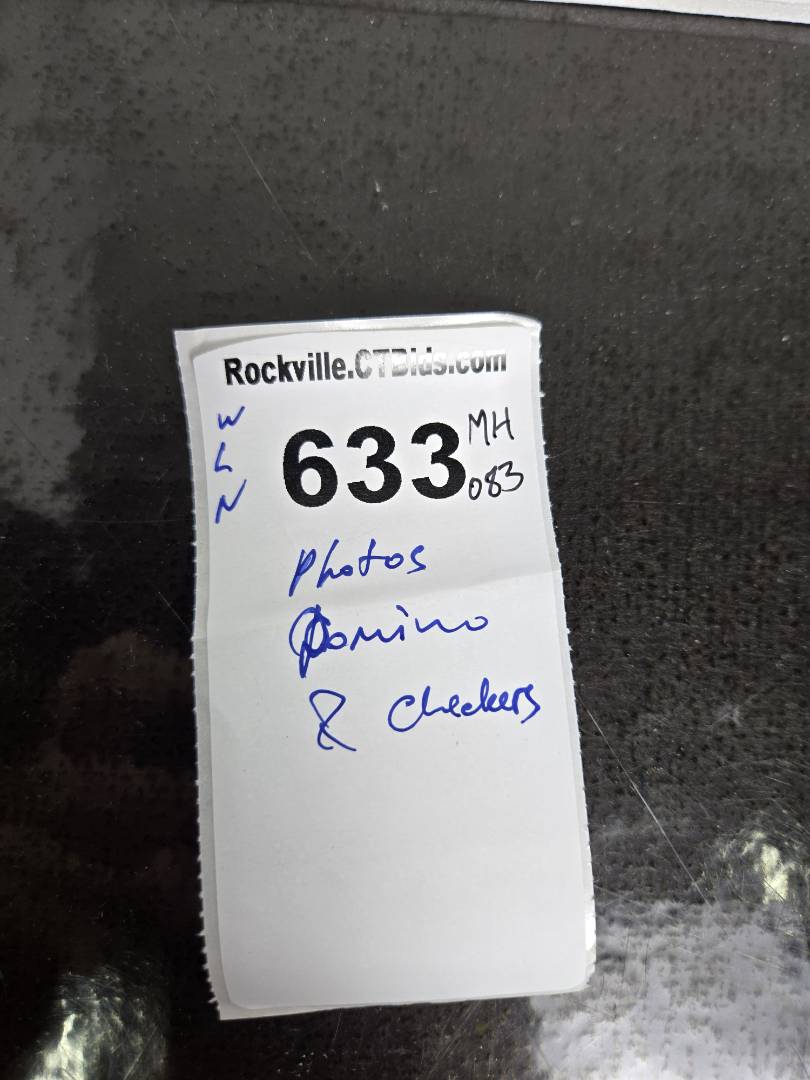 Rockville.CTBids.com
W
L
N
633
MH
083
Photos
Domino
& checkers